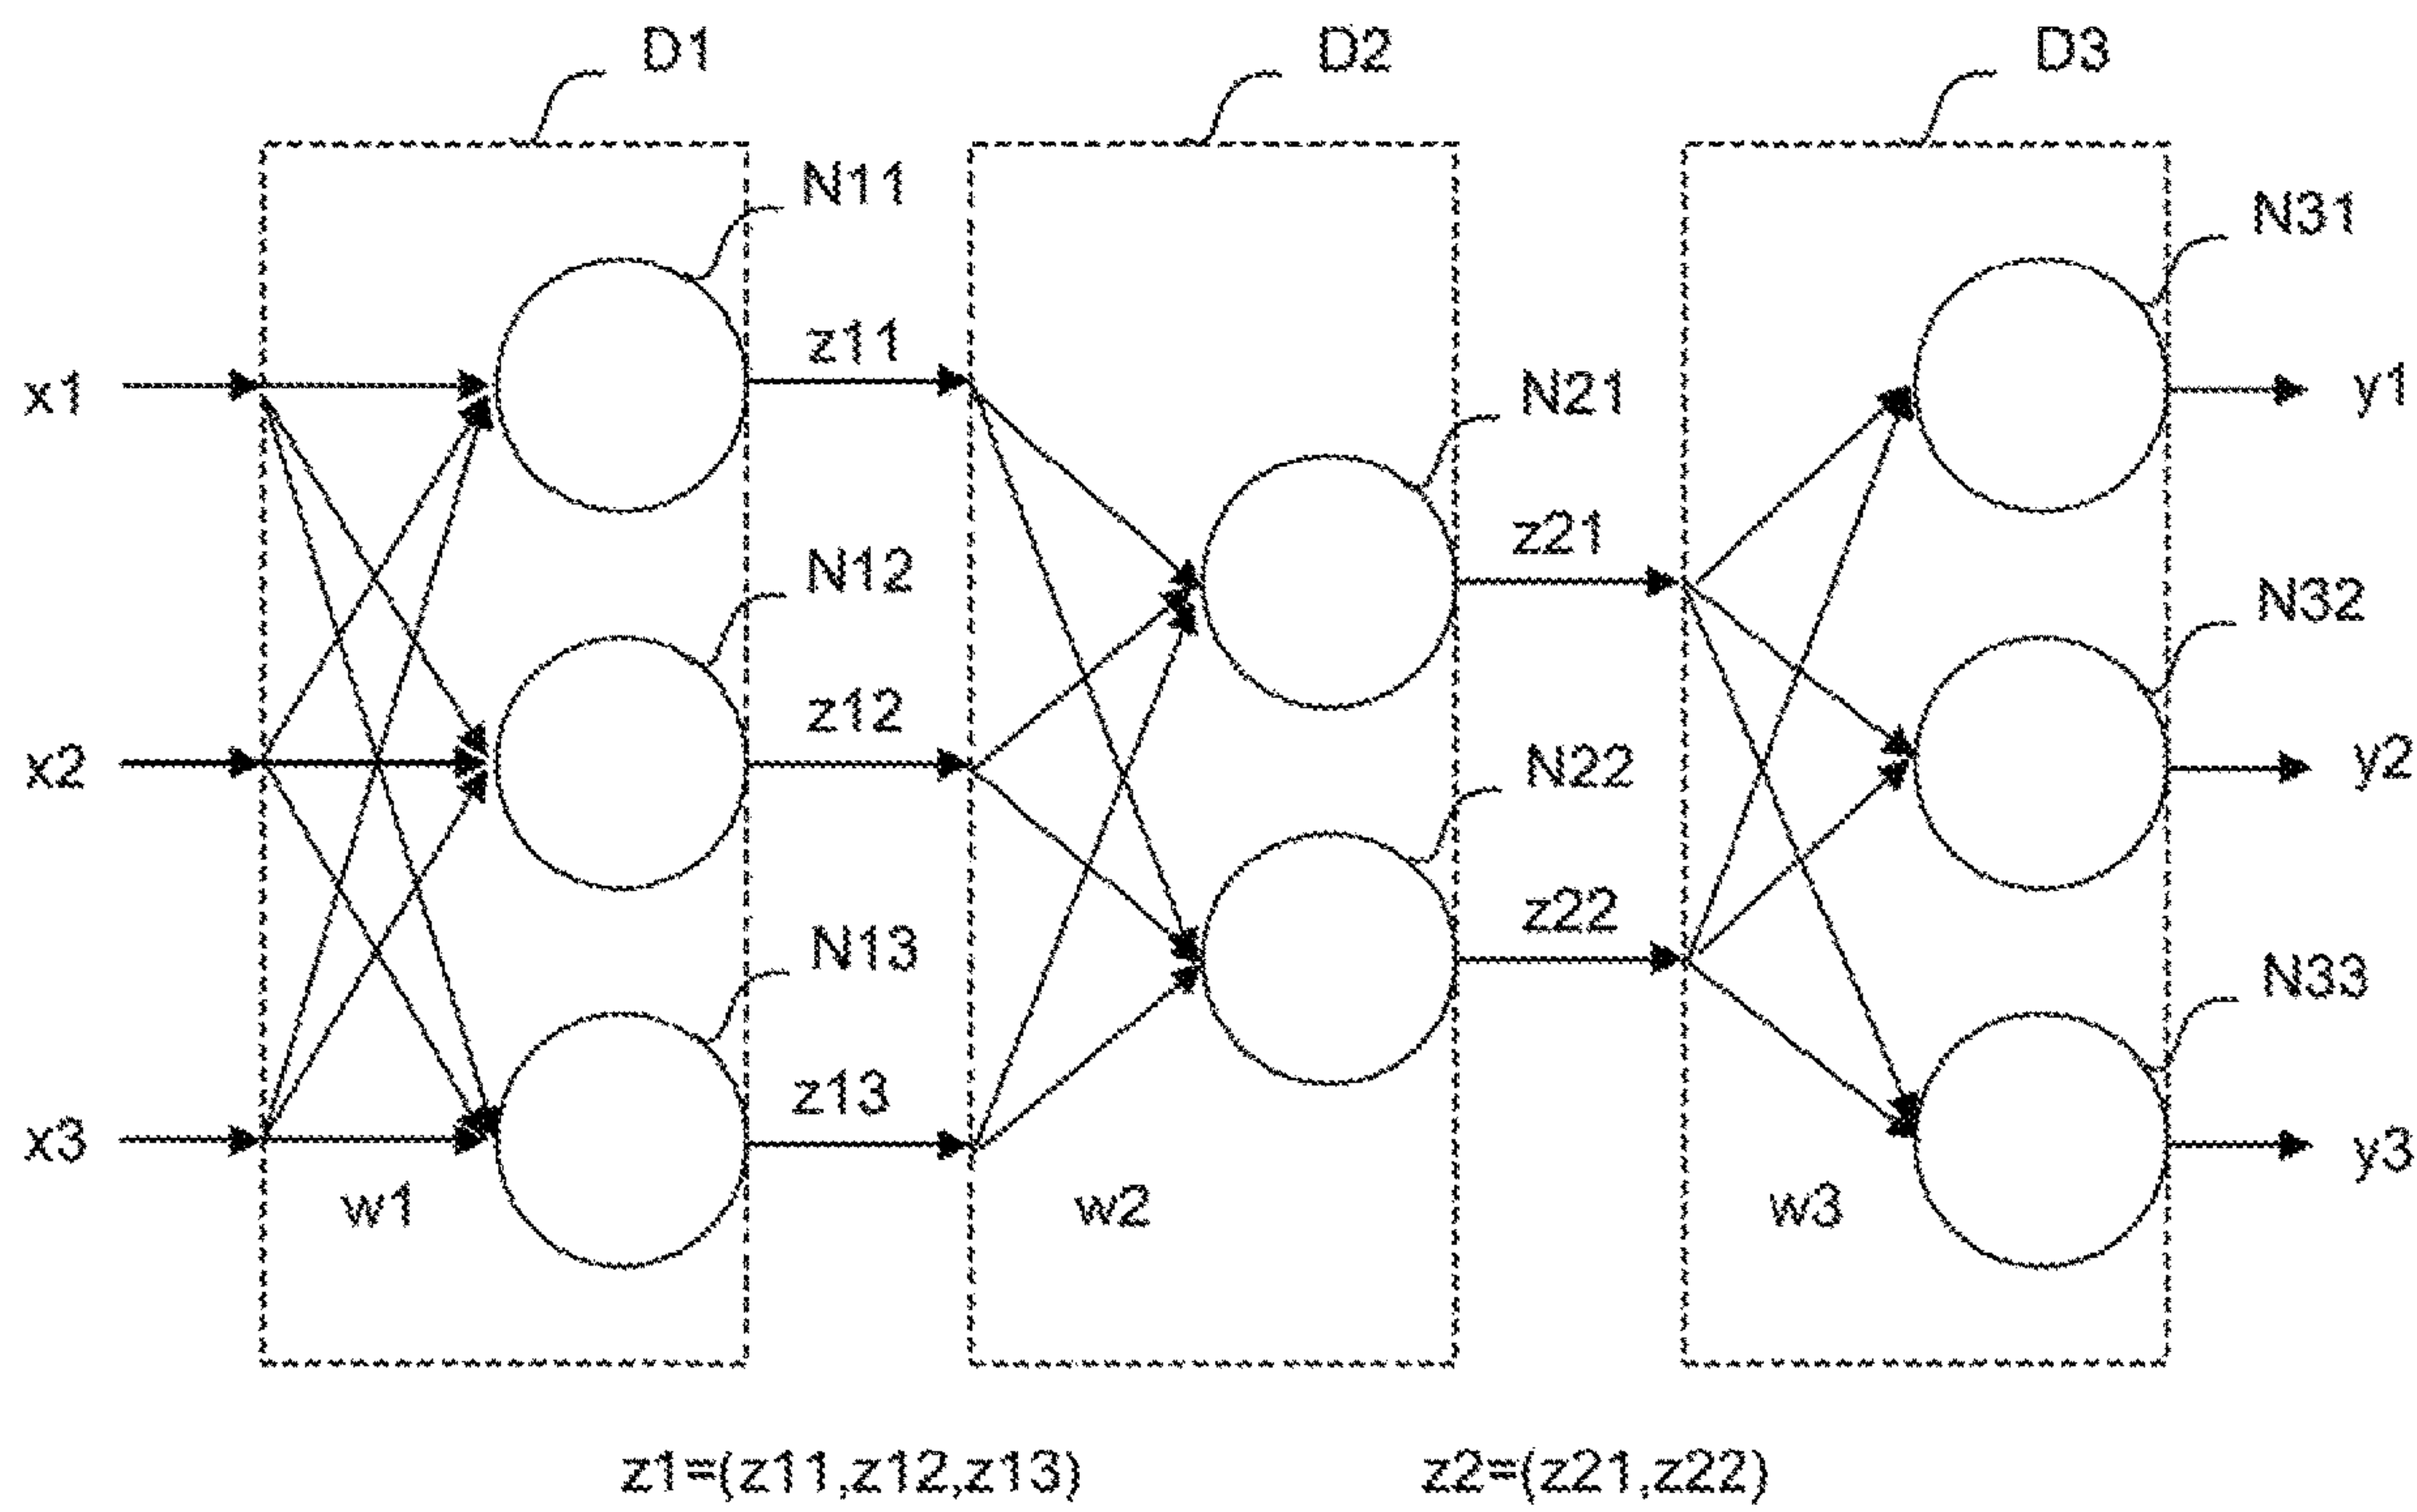 D1 D2 D3
N11
N31
z11
x1
N21
y1
z21
N12
N32
z12
x2
N22
y2
z22
N13
N33
z13
x3
y3
w1 w2 w3
z1=(z11,z12,z13) z2=(z21,z22)